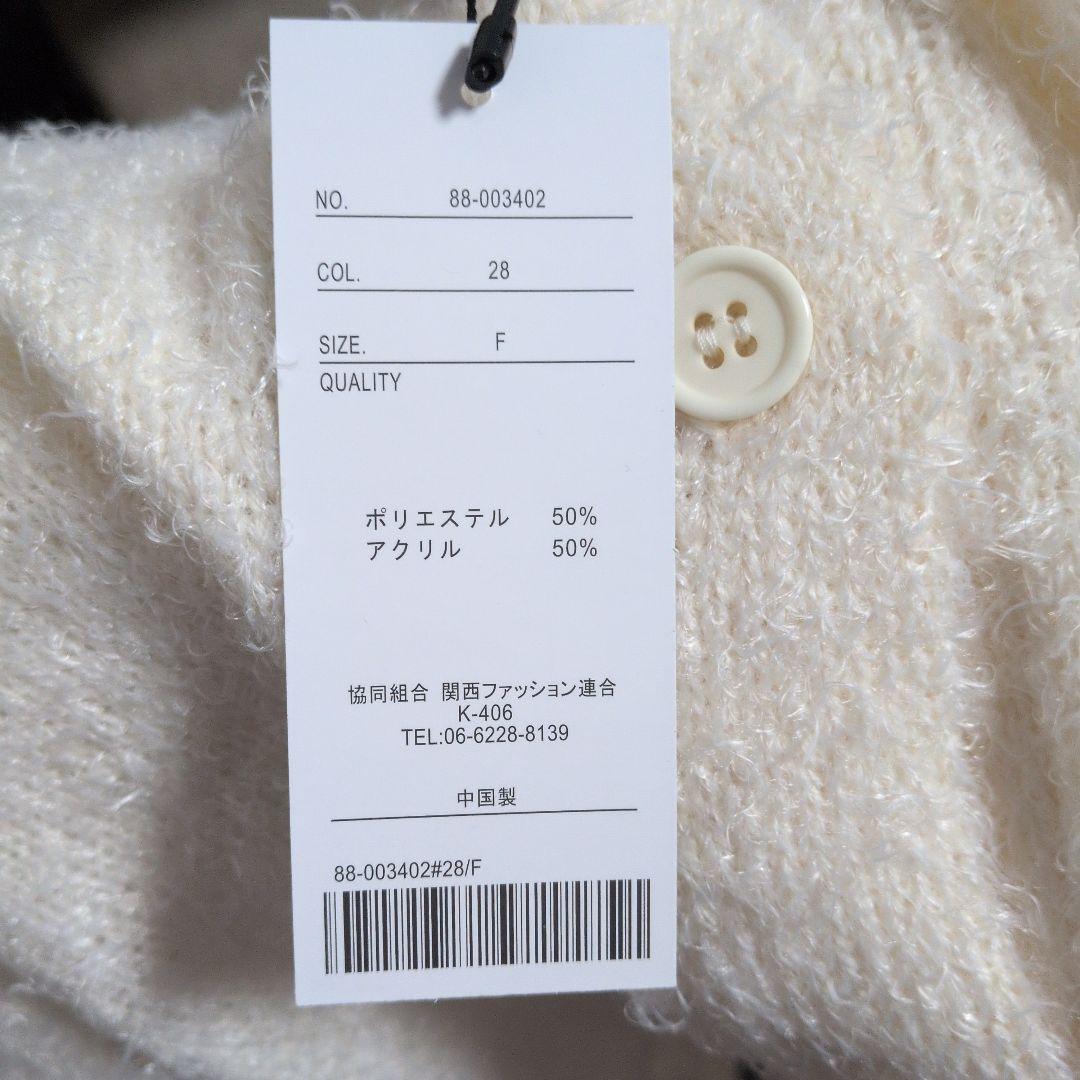 NO. 88-003402
COL. 28
SIZE. F
QUALITY
ポリエステル 50%
アクリル 50%
協同組合 関西ファッション連合
K-406
TEL:06-6228-8139
中国製
88-003402#28/F